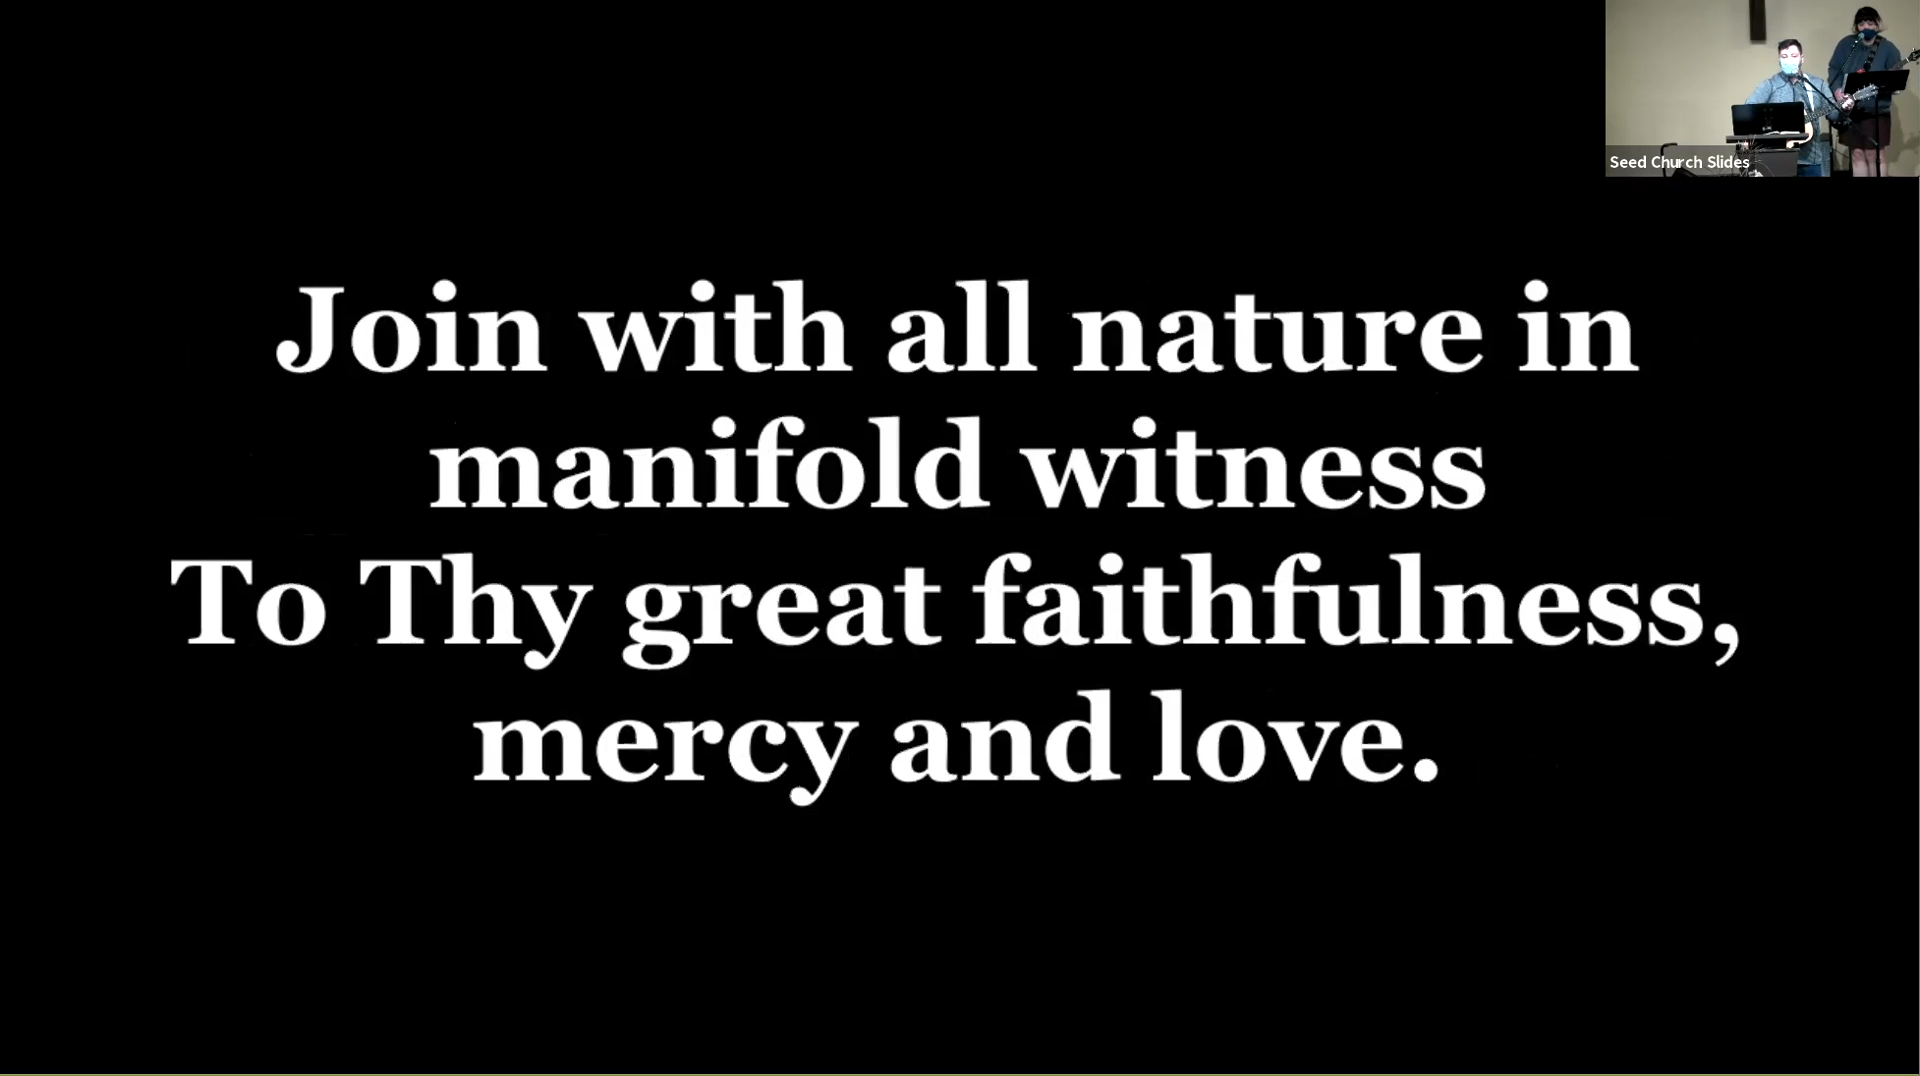 Seed Church Slides
Join with all nature in
manifold witness
To Thy great faithfulness,
mercy and love.